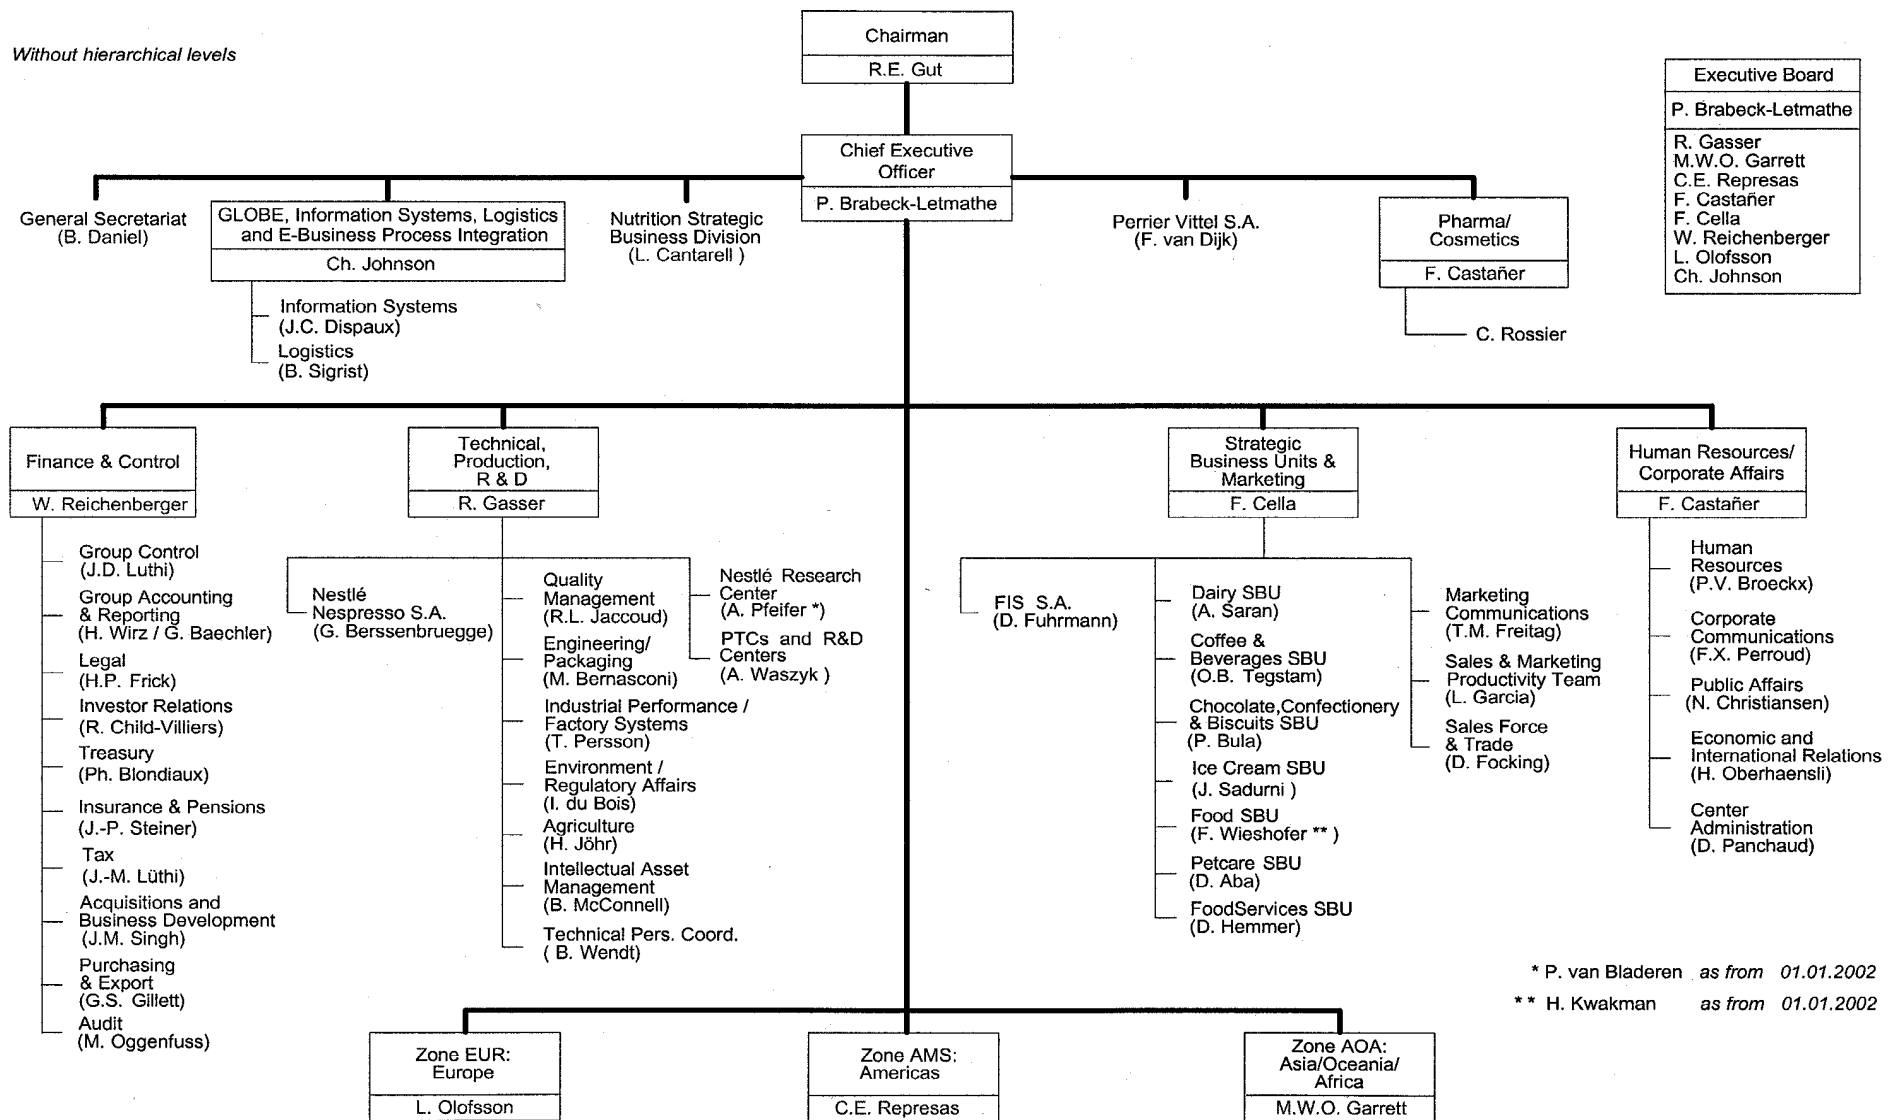 Without hierarchical levels
Chairman
R.E. Gut
Executive Board
P. Brabeck-Letmathe
R. Gasser
M.W.O. Garrett
C.E. Represas
F. Castañer
F. Cella
W. Reichenberger
L. Olofsson
Ch. Johnson
Chief Executive
Officer
P. Brabeck-Letmathe
General Secretariat
(B. Daniel)
GLOBE, Information Systems, Logistics
and E-Business Process Integration
Ch. Johnson
Information Systems
(J.C. Dispaux)
Logistics
(B. Sigrist)
Nutrition Strategic
Business Division
(L. Cantarell )
Perrier Vittel S.A.
(F. van Dijk)
Pharma/
Cosmetics
F. Castañer
C. Rossier
Finance & Control
W. Reichenberger
Group Control
(J.D. Luthi)
Group Accounting
& Reporting
(H. Wirz / G. Baechler)
Legal
(H.P. Frick)
Investor Relations
(R. Child-Villiers)
Treasury
(Ph. Blondiaux)
Insurance & Pensions
(J.-P. Steiner)
Tax
(J.-M. Lüthi)
Acquisitions and
Business Development
(J.M. Singh)
Purchasing
& Export
(G.S. Gillett)
Audit
(M. Oggenfuss)
Technical,
Production,
R & D
R. Gasser
Nestlé
Nespresso S.A.
(G. Berssenbruegge)
Quality
Management
(R.L. Jaccoud)
Engineering/
Packaging
(M. Bernasconi)
Industrial Performance /
Factory Systems
(T. Persson)
Environment /
Regulatory Affairs
(I. du Bois)
Agriculture
(H. Jöhr)
Intellectual Asset
Management
(B. McConnell)
Technical Pers. Coord.
( B. Wendt)
Nestlé Research
Center
(A. Pfeifer *)
PTCs and R&D
Centers
(A. Waszyk )
Strategic
Business Units &
Marketing
F. Cella
FIS S.A.
(D. Fuhrmann)
Dairy SBU
(A. Saran)
Coffee &
Beverages SBU
(O.B. Tegstam)
Chocolate,Confectionery
& Biscuits SBU
(P. Bula)
Ice Cream SBU
(J. Sadurni )
Food SBU
(F. Wieshofer ** )
Petcare SBU
(D. Aba)
FoodServices SBU
(D. Hemmer)
Marketing
Communications
(T.M. Freitag)
Sales & Marketing
Productivity Team
(L. Garcia)
Sales Force
& Trade
(D. Focking)
Human Resources/
Corporate Affairs
F. Castañer
Human
Resources
(P.V. Broeckx)
Corporate
Communications
(F.X. Perroud)
Public Affairs
(N. Christiansen)
Economic and
International Relations
(H. Oberhaensli)
Center
Administration
(D. Panchaud)
* P. van Bladeren as from 01.01.2002
** H. Kwakman as from 01.01.2002
Zone EUR:
Europe
L. Olofsson
Zone AMS:
Americas
C.E. Represas
Zone AOA:
Asia/Oceania/
Africa
M.W.O. Garrett